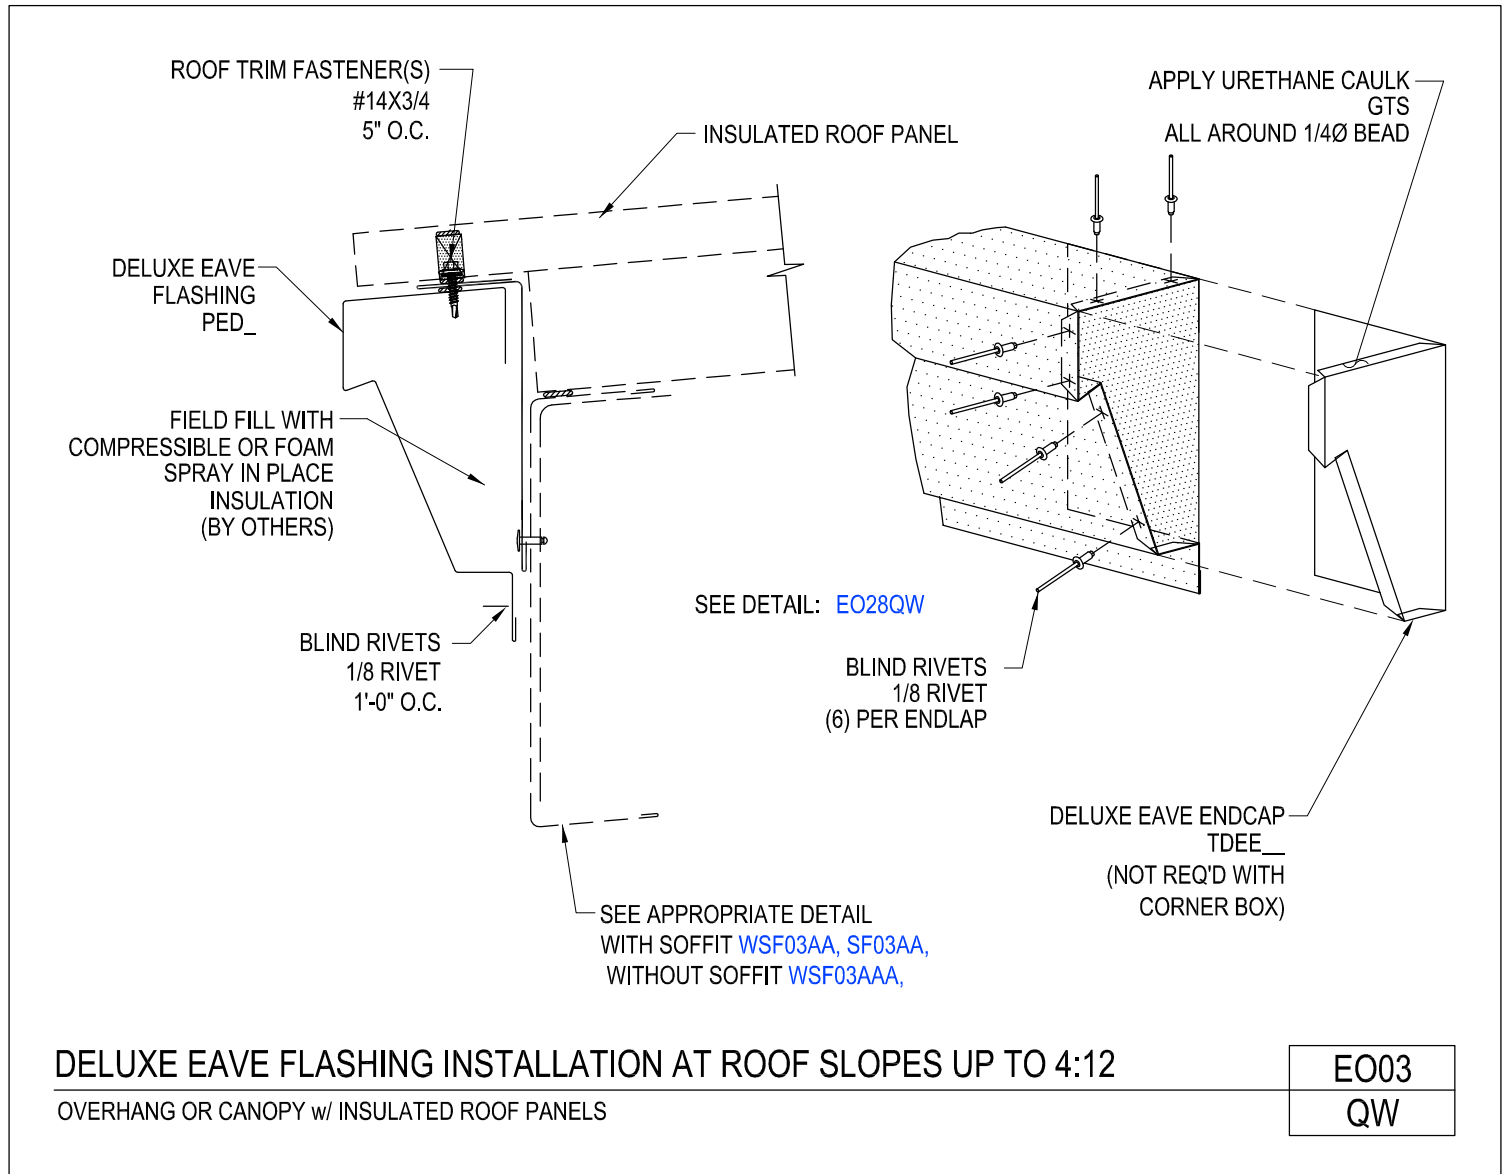 ROOF TRIM FASTENER(S)
#14X3/4
5" O.C.
INSULATED ROOF PANEL
APPLY URETHANE CAULK
GTS
ALL AROUND 1/4Ø BEAD
DELUXE EAVE
FLASHING
PED_
FIELD FILL WITH
COMPRESSIBLE OR FOAM
SPRAY IN PLACE
INSULATION
(BY OTHERS)
SEE DETAIL: EO28QW
BLIND RIVETS
1/8 RIVET
1'-0" O.C.
BLIND RIVETS
1/8 RIVET
(6) PER ENDLAP
DELUXE EAVE ENDCAP
TDEE__
(NOT REQ'D WITH
CORNER BOX)
SEE APPROPRIATE DETAIL
WITH SOFFIT WSF03AA, SF03AA,
WITHOUT SOFFIT WSF03AAA,
DELUXE EAVE FLASHING INSTALLATION AT ROOF SLOPES UP TO 4:12
OVERHANG OR CANOPY w/ INSULATED ROOF PANELS
EO03
QW